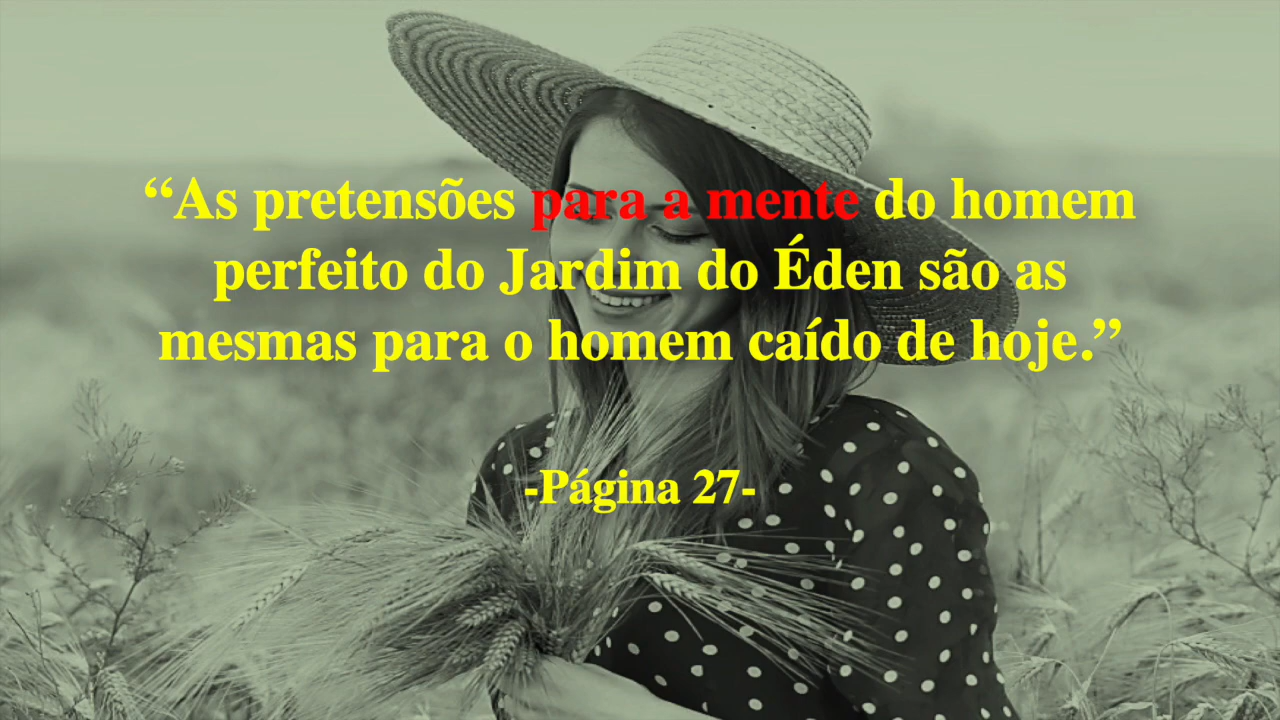 “As pretensões para a mente do homem
perfeito do Jardim do Éden são as
mesmas para o homem caído de hoje.”
-Página 27-